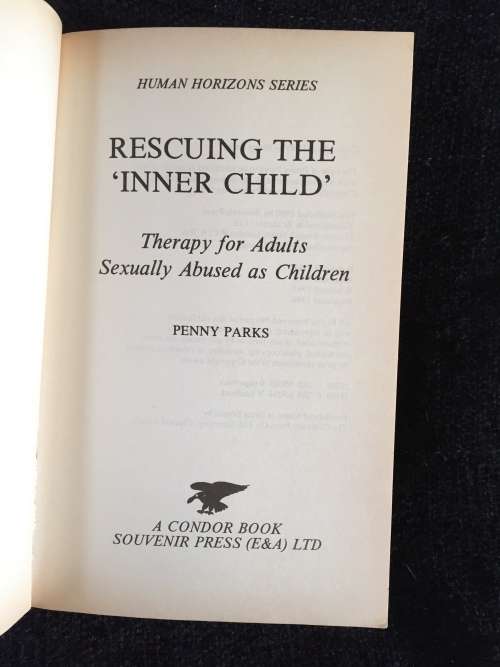 HUMAN HORIZONS SERIES
RESCUING THE
‘INNER CHILD’
Therapy for Adults
Sexually Abused as Children
PENNY PARKS
A CONDOR BOOK
SOUVENIR PRESS (E&A) LTD